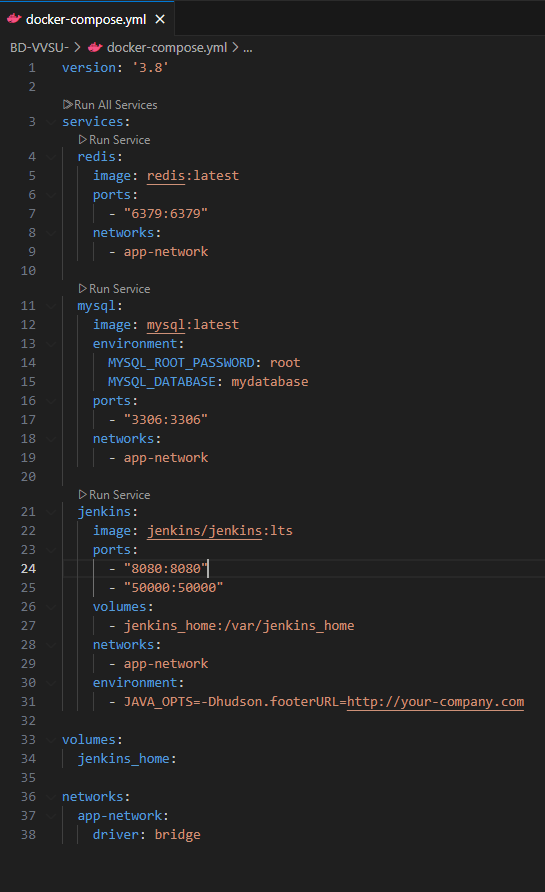 docker-compose.yml ×
BD-VVSU- > docker-compose.yml > ...
1 version: '3.8'
2
Run All Services
3 services:
Run Service
4 redis:
5 image: redis:latest
6 ports:
7 - "6379:6379"
8 networks:
9 - app-network
10
Run Service
11 mysql:
12 image: mysql:latest
13 environment:
14 MYSQL_ROOT_PASSWORD: root
15 MYSQL_DATABASE: mydatabase
16 ports:
17 - "3306:3306"
18 networks:
19 - app-network
20
Run Service
21 jenkins:
22 image: jenkins/jenkins:lts
23 ports:
24 - "8080:8080"
25 - "50000:50000"
26 volumes:
27 - jenkins_home:/var/jenkins_home
28 networks:
29 - app-network
30 environment:
31 - JAVA_OPTS=-Dhudson.footerURL=http://your-company.com
32
33 volumes:
34 jenkins_home:
35
36 networks:
37 app-network:
38 driver: bridge